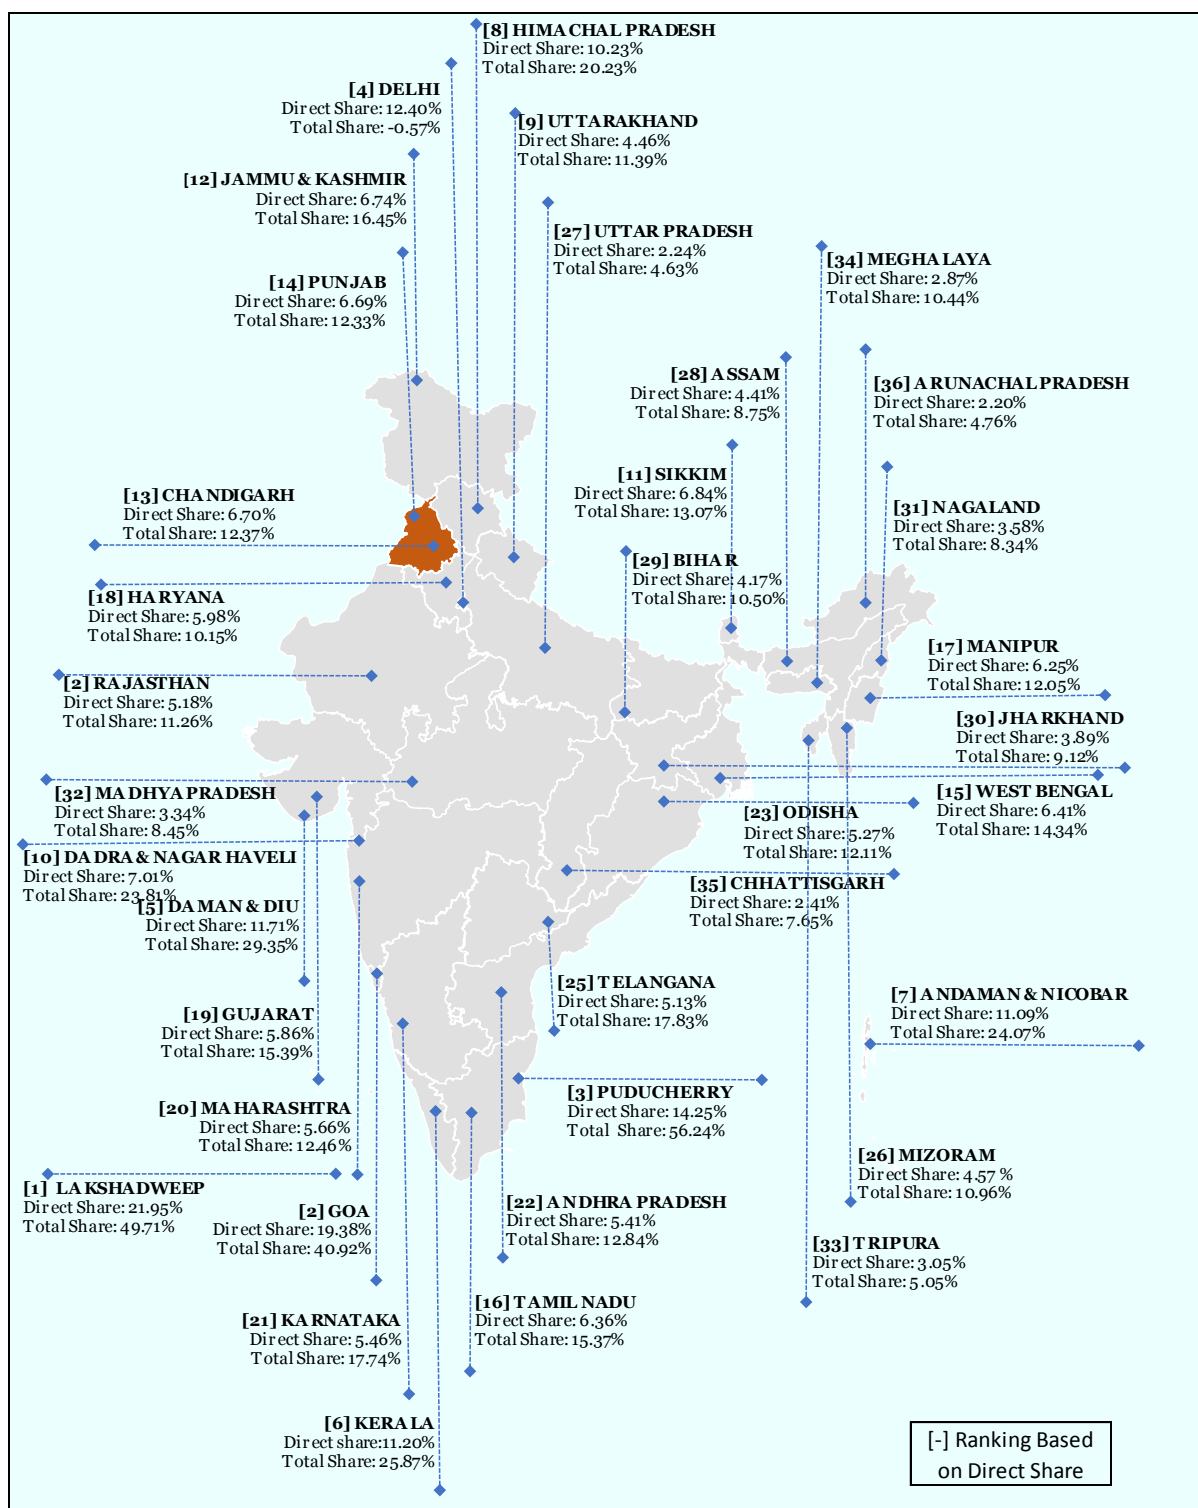 [8] HIMACHAL PRADESH
Direct Share: 10.23%
Total Share: 20.23%
[4] DELHI
Direct Share: 12.40%
Total Share: -0.57%
[9] UTTARAKHAND
Direct Share: 4.46%
Total Share: 11.39%
[12] JAMMU & KASHMIR
Direct Share: 6.74%
Total Share: 16.45%
[27] UTTAR PRADESH
Direct Share: 2.24%
Total Share: 4.63%
[34] MEGHALAYA
Direct Share: 2.87%
Total Share: 10.44%
[14] PUNJAB
Direct Share: 6.69%
Total Share: 12.33%
[28] ASSAM
Direct Share: 4.41%
Total Share: 8.75%
[36] ARUNACHAL PRADESH
Direct Share: 2.20%
Total Share: 4.76%
[11] SIKKIM
Direct Share: 6.84%
Total Share: 13.07%
[13] CHANDIGARH
Direct Share: 6.70%
Total Share: 12.37%
[31] NAGALAND
Direct Share: 3.58%
Total Share: 8.34%
[29] BIHAR
Direct Share: 4.17%
Total Share: 10.50%
[18] HARYANA
Direct Share: 5.98%
Total Share: 10.15%
[17] MANIPUR
Direct Share: 6.25%
Total Share: 12.05%
[2] RAJASTHAN
Direct Share: 5.18%
Total Share: 11.26%
[30] JHARKHAND
Direct Share: 3.89%
Total Share: 9.12%
[32] MADHYA PRADESH
Direct Share: 3.34%
Total Share: 8.45%
[15] WEST BENGAL
Direct Share: 6.41%
Total Share: 14.34%
[23] ODISHA
Direct Share: 5.27%
Total Share: 12.11%
[10] DADRA & NAGAR HAVELI
Direct Share: 7.01%
Total Share: 23.81%
[35] CHHATTISGARH
Direct Share: 2.41%
Total Share: 7.65%
[5] DAMAN & DIU
Direct Share: 11.71%
Total Share: 29.35%
[25] TELANGANA
Direct Share: 5.13%
Total Share: 17.83%
[7] ANDAMAN & NICOBAR
Direct Share: 11.09%
Total Share: 24.07%
[19] GUJARAT
Direct Share: 5.86%
Total Share: 15.39%
[3] PUDUCHERRY
Direct Share: 14.25%
Total Share: 56.24%
[20] MAHARASHTRA
Direct Share: 5.66%
Total Share: 12.46%
[26] MIZORAM
Direct Share: 4.57 %
Total Share: 10.96%
[1] LAKSHADWEEP
Direct Share: 21.95%
Total Share: 49.71%
[2] GOA
Direct Share: 19.38%
Total Share: 40.92%
[22] ANDHRA PRADESH
Direct Share: 5.41%
Total Share: 12.84%
[33] TRIPURA
Direct Share: 3.05%
Total Share: 5.05%
[16] TAMIL NADU
Direct Share: 6.36%
Total Share: 15.37%
[21] KARNATAKA
Direct Share: 5.46%
Total Share: 17.74%
[6] KERALA
Direct share:11.20%
Total Share: 25.87%
[-] Ranking Based
on Direct Share